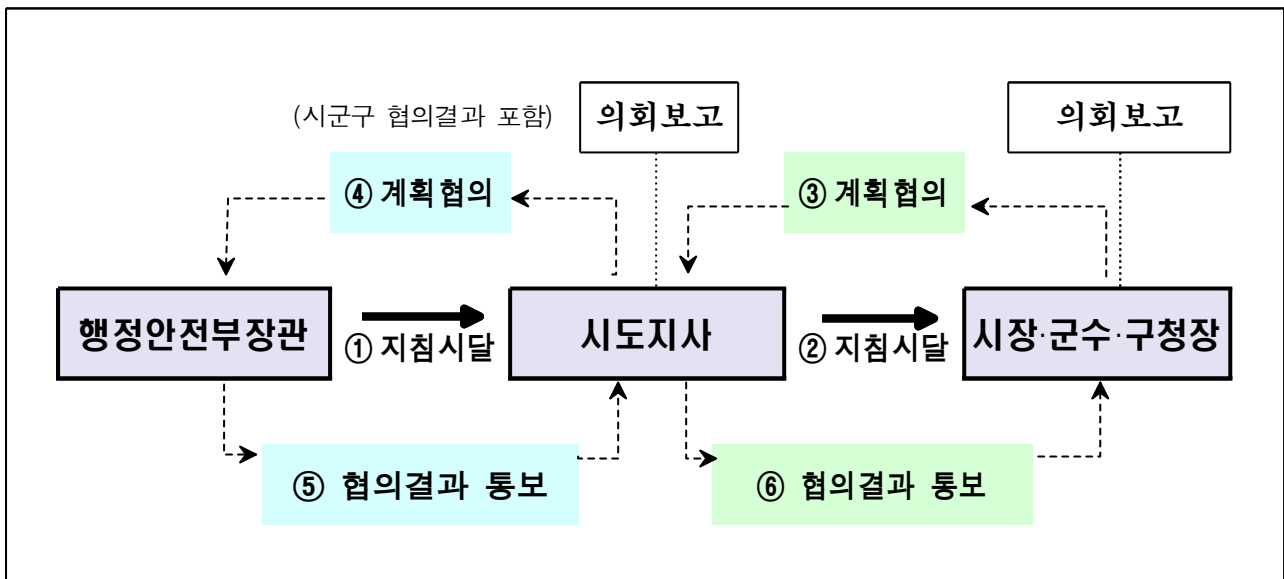 (시군구 협의결과 포함)
의회보고
의회보고
④ 계획협의
③ 계획협의
행정안전부장관
① 지침시달
시도지사
② 지침시달
시장·군수·구청장
⑤ 협의결과 통보
⑥ 협의결과 통보